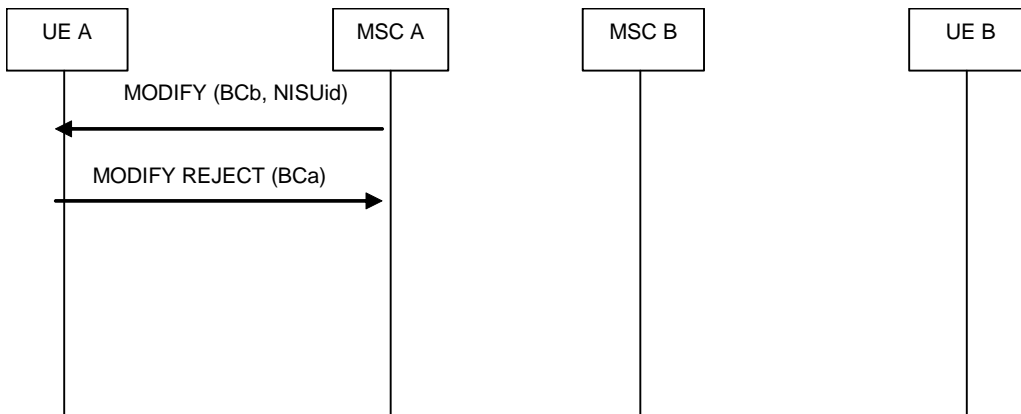 UE A
MSC A
MSC B
UE B
MODIFY (BCb, NISUid)
MODIFY REJECT (BCa)